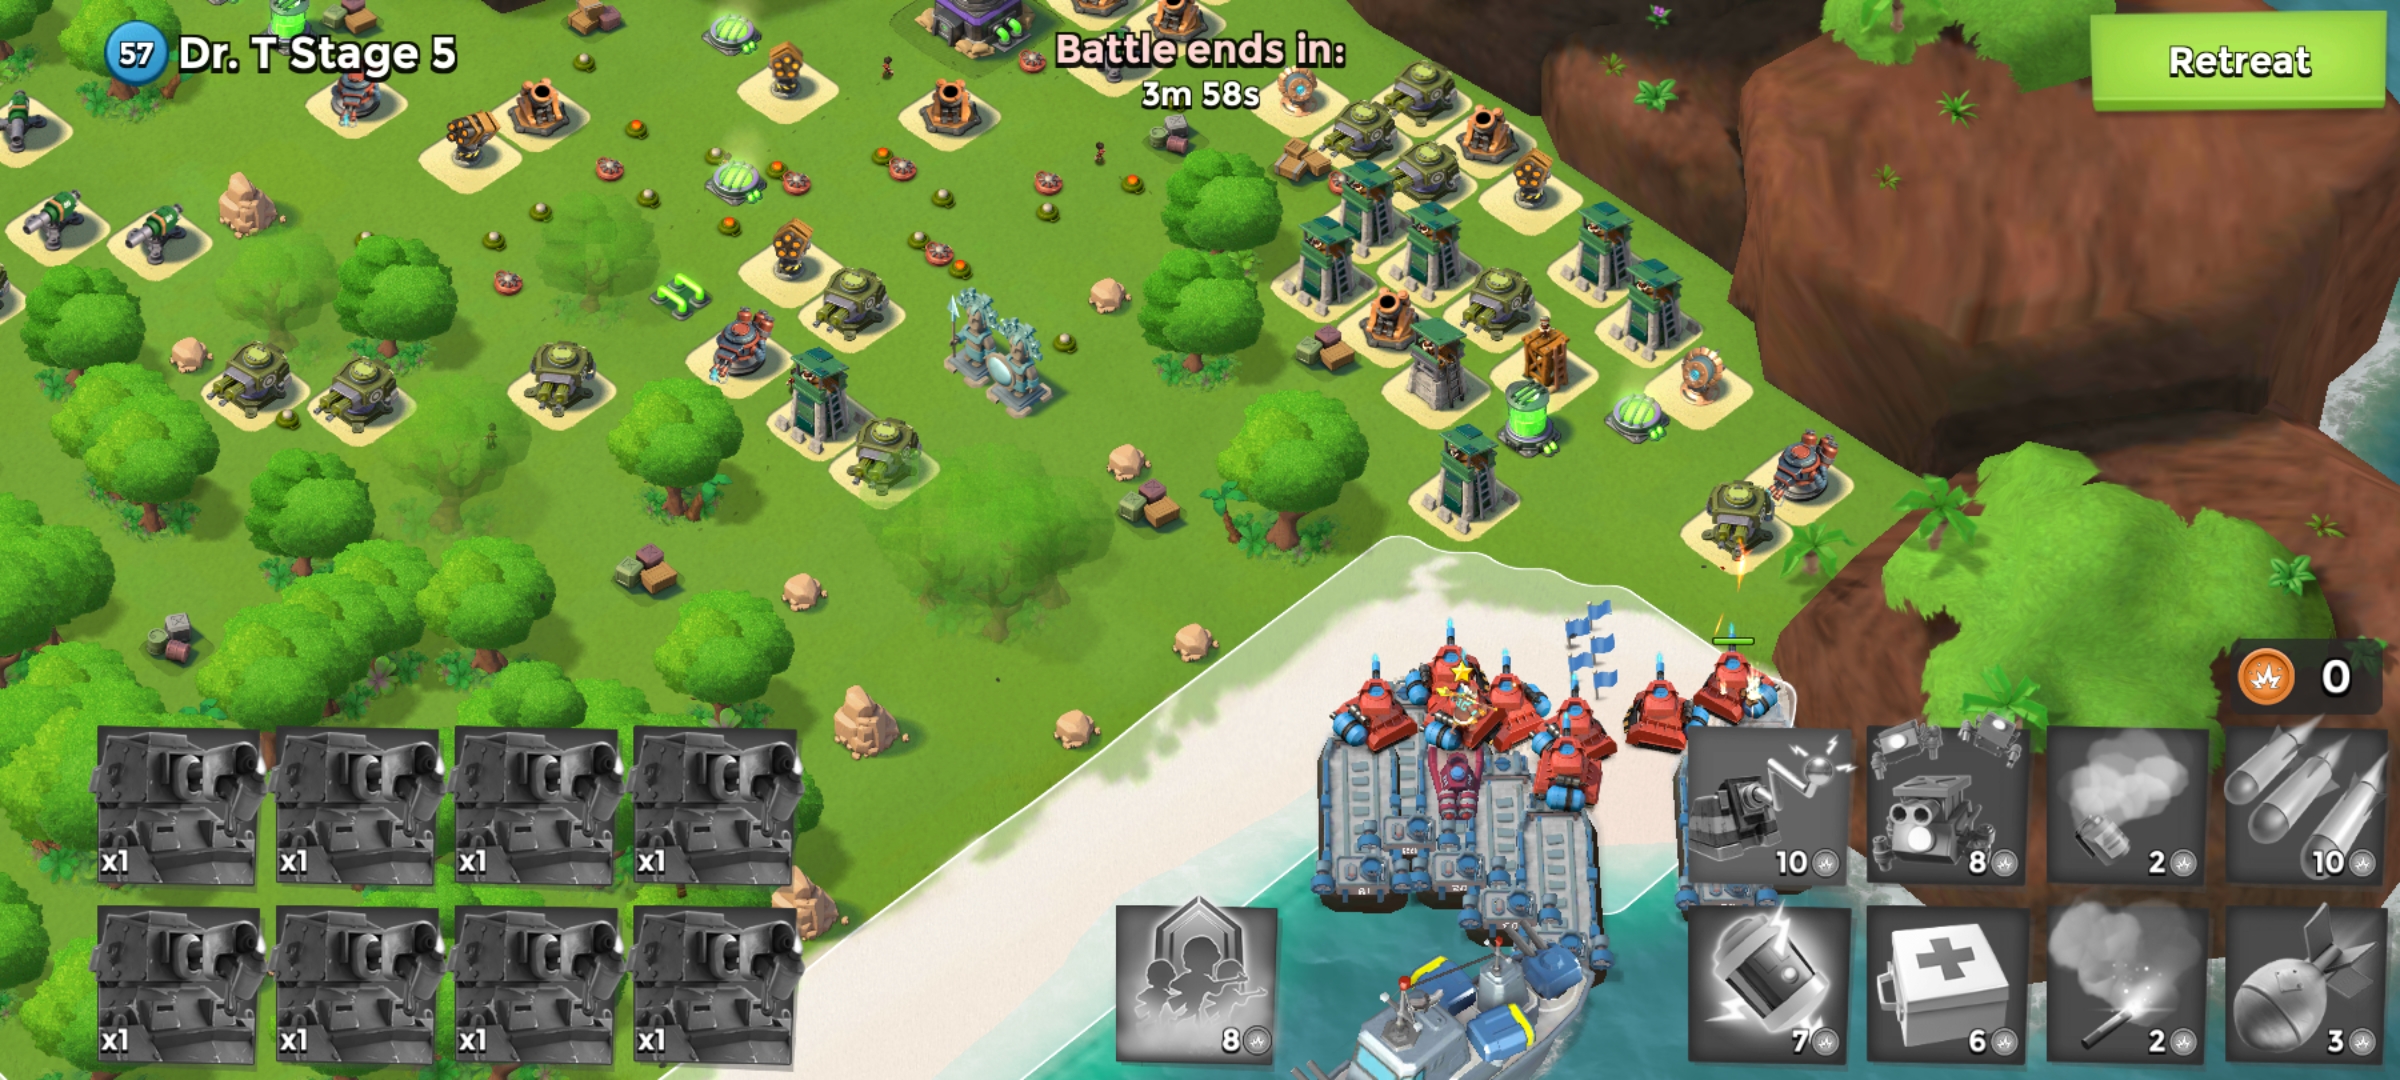 57 Dr. T Stage 5
Battle ends in:
3m 58s
Retreat
0
x1 x1 x1 x1
10 8 2 10
x1 x1 x1 x1
8
7 6 2 3